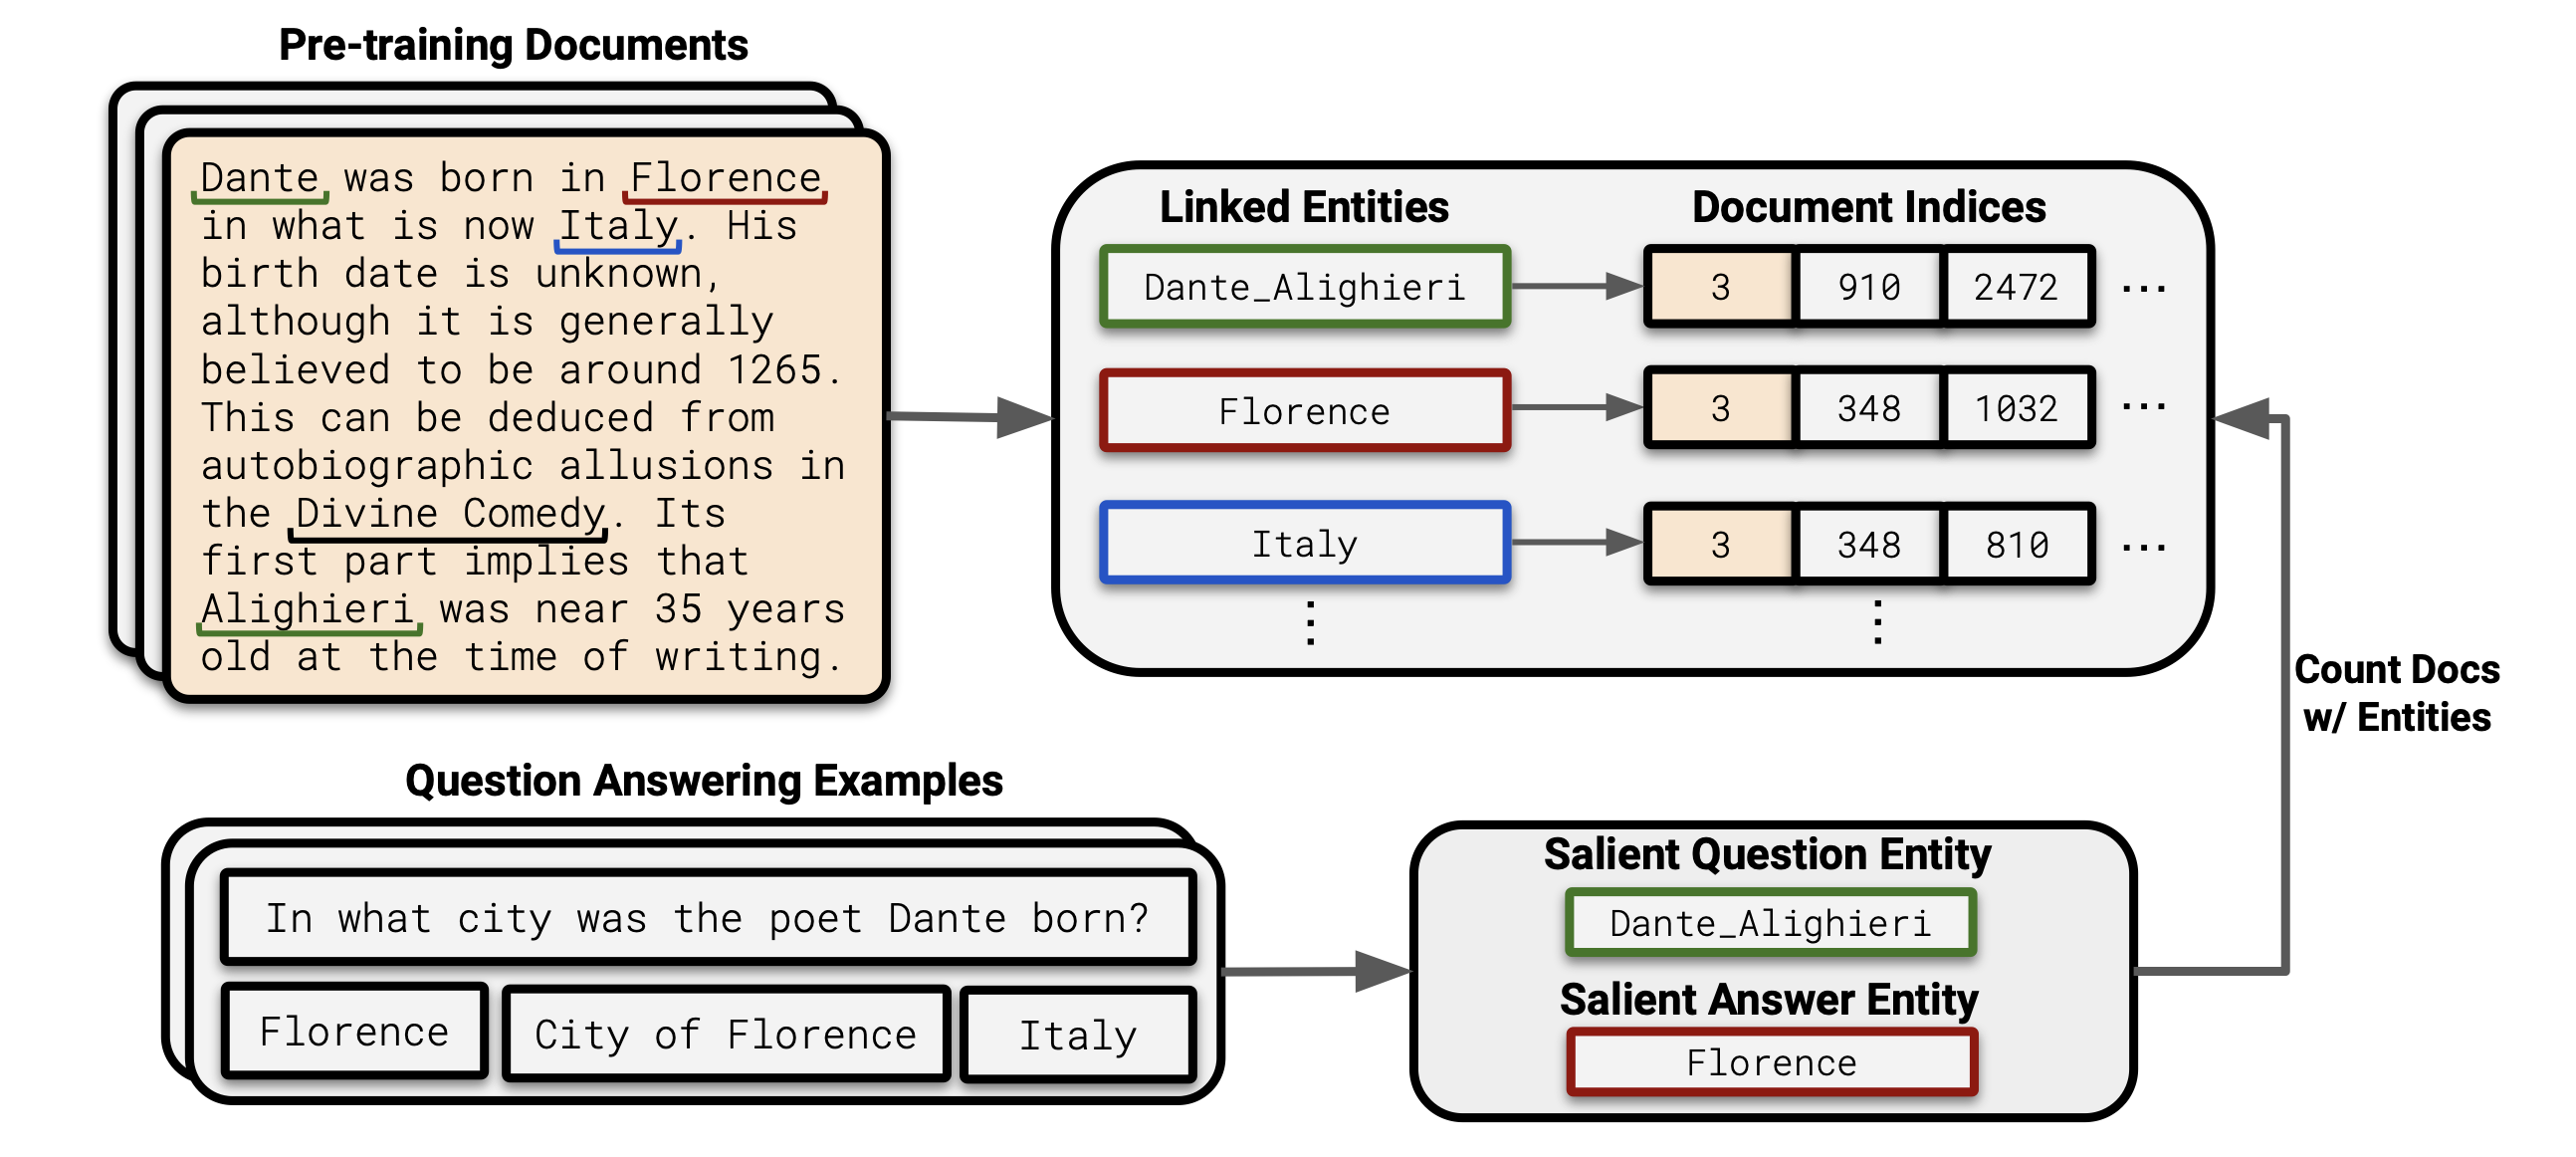 Pre-training Documents
Dante was born in Florence
in what is now Italy. His
birth date is unknown,
although it is generally
believed to be around 1265.
This can be deduced from
autobiographic allusions in
the Divine Comedy. Its
first part implies that
Alighieri was near 35 years
old at the time of writing.
Linked Entities
Document Indices
Dante_Alighieri
3 910 2472 ...
Florence
3 348 1032 ...
Italy
3 348 810 ...
Count Docs
w/ Entities
Question Answering Examples
In what city was the poet Dante born?
Florence
City of Florence
Italy
Salient Question Entity
Dante_Alighieri
Salient Answer Entity
Florence